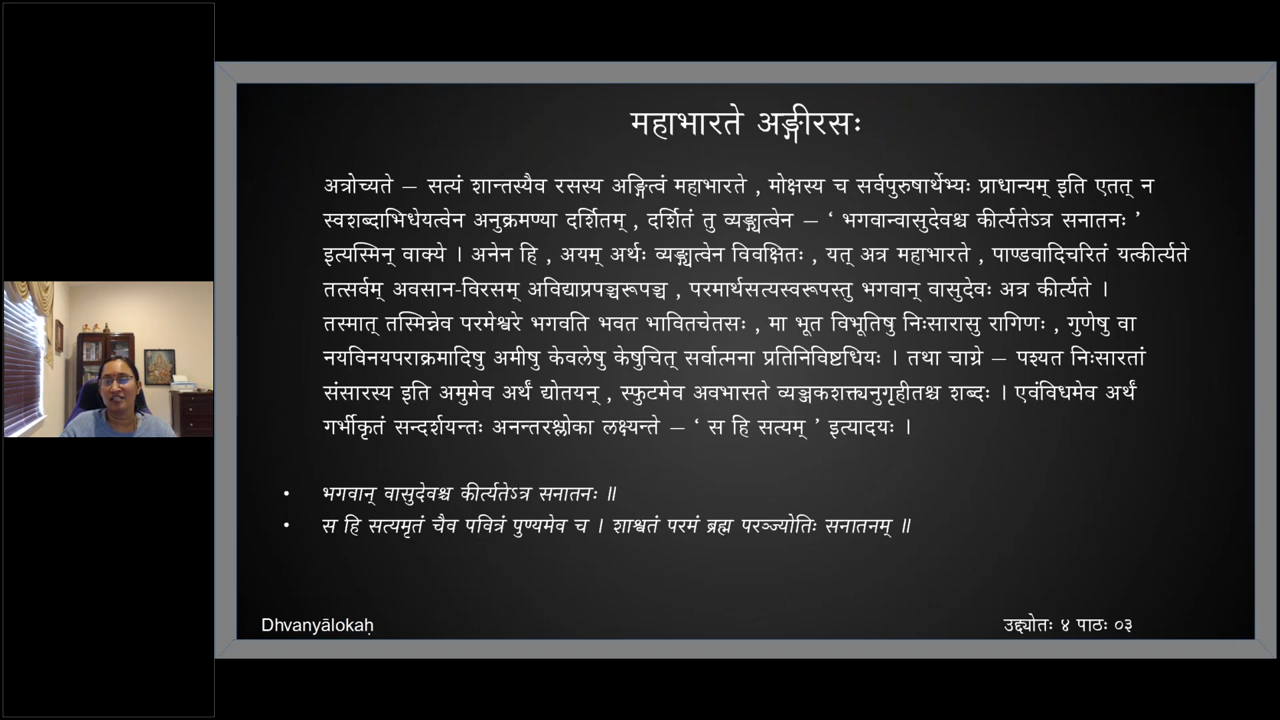 महाभारते अङ्गीरसः
अत्रोच्यते – सत्यं शान्तस्यैव रसस्य अङ्गित्वं महाभारते , मोक्षस्य च सर्वपुरुषार्थेभ्यः प्राधान्यम् इति एतत् न
स्वशब्दाभिधेयत्वेन अनुक्रमण्या दर्शितम् , दर्शितं तु व्यङ्ग्यत्वेन – ‘ भगवान्वासुदेवश्च कीर्त्यतेऽत्र सनातनः ’
इत्यस्मिन् वाक्ये । अनेन हि , अयम् अर्थः व्यङ्ग्यत्वेन विवक्षितः , यत् अत्र महाभारते , पाण्डवादिचरितं यत्कीर्त्यते
तत्सर्वम् अवसान-विरसम् अविद्याप्रपञ्चरूपञ्च , परमार्थसत्यस्वरूपस्तु भगवान् वासुदेवः अत्र कीर्त्यते ।
तस्मात् तस्मिन्नेव परमेश्वरे भगवति भवत भावितचेतसः , मा भूत विभूतिषु निःसारासु रागिणः , गुणेषु वा
नयविनयपराक्रमादिषु अमीषु केवलेषु केषुचित् सर्वात्मना प्रतिनिविष्टधियः । तथा चाग्रे – पश्यत निःसारतां
संसारस्य इति अमुमेव अर्थं द्योतयन् , स्फुटमेव अवभासते व्यञ्जकशक्त्यनुगृहीतश्च शब्दः । एवंविधमेव अर्थं
गर्भीकृतं सन्दर्शयन्तः अनन्तरश्लोका लक्ष्यन्ते – ‘ स हि सत्यम् ’ इत्यादयः ।
• भगवान् वासुदेवश्च कीर्त्यतेऽत्र सनातनः ॥
• स हि सत्यमृतं चैव पवित्रं पुण्यमेव च । शाश्वतं परमं ब्रह्म परञ्ज्योतिः सनातनम् ॥
Dhvanyālokaḥ
उद्द्योतः ४ पाठः ०३